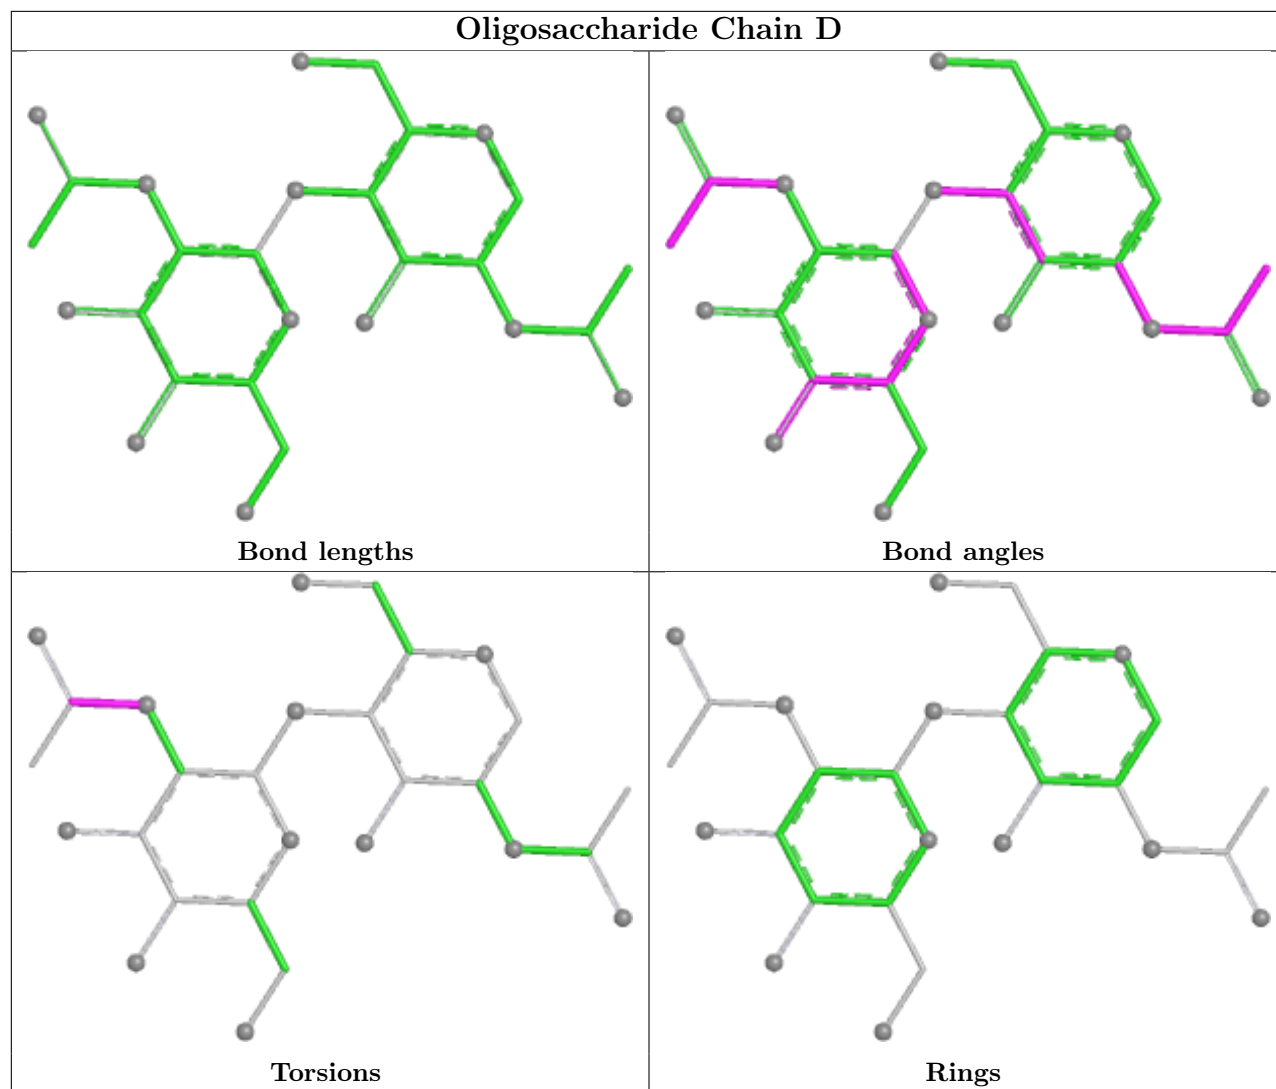 Oligosaccharide Chain D
Bond lengths
Bond angles
Torsions
Rings